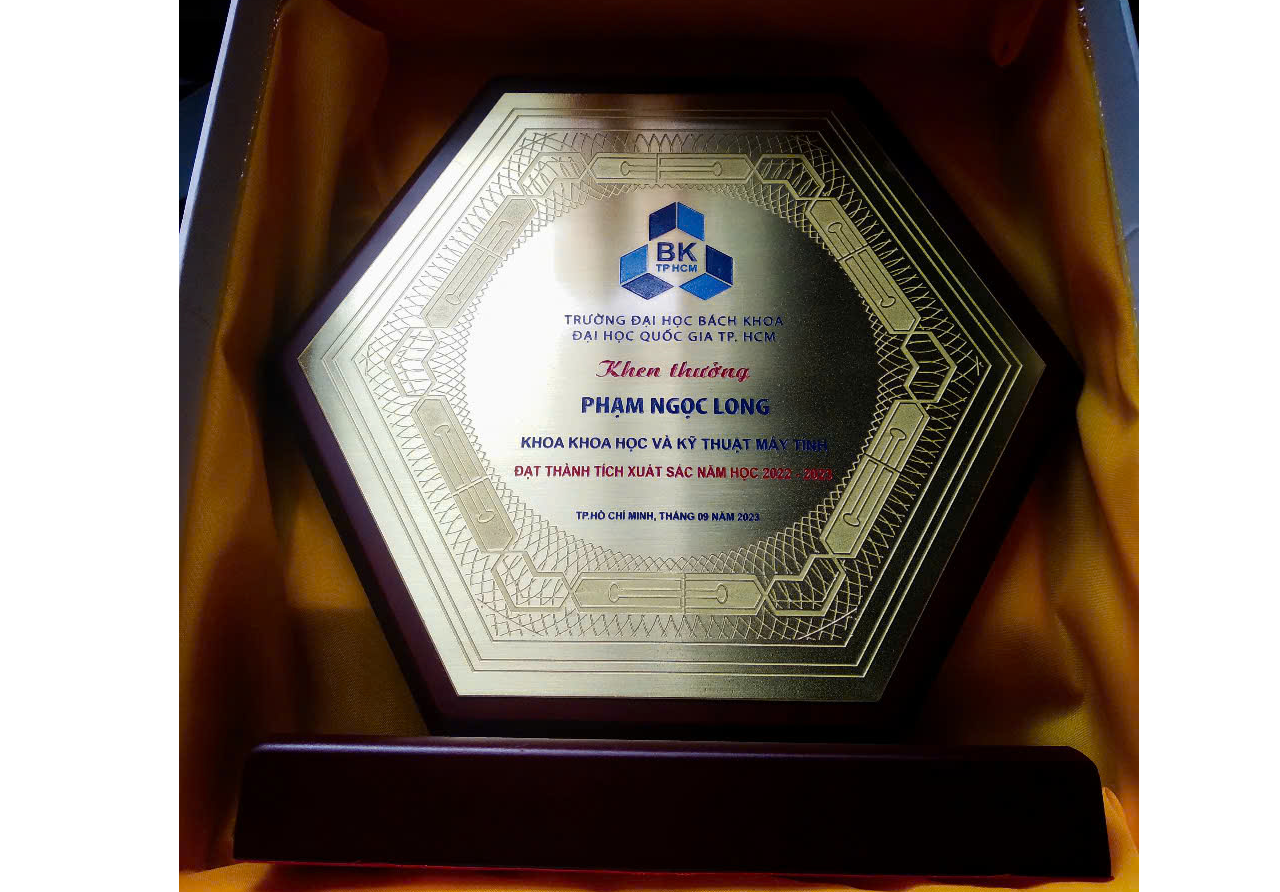 BK
TP HCM
TRƯỜNG ĐẠI HỌC BÁCH KHOA
ĐẠI HỌC QUỐC GIA TP. HCM
Khen thưởng
PHẠM NGỌC LONG
KHOA KHOA HỌC VÀ KỸ THUẬT MÁY TÍNH
ĐẠT THÀNH TÍCH XUẤT SẮC NĂM HỌC 2022 - 2023
TP.HỒ CHÍ MINH, THÁNG 09 NĂM 2023